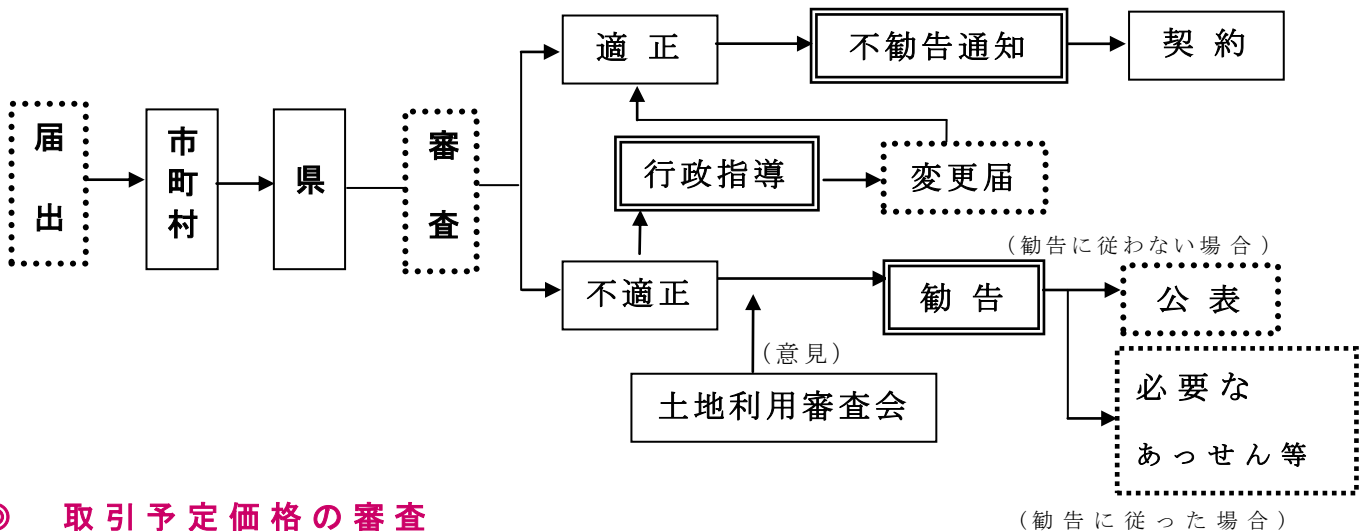 届出
市町村
県
審査
適正
不勧告通知
契約
行政指導
変更届
不適正
勧告
(勧告に従わない場合)
公表
(意見)
土地利用審査会
必要な
あっせん等
(勧告に従った場合)
◎ 取引予定価格の審査